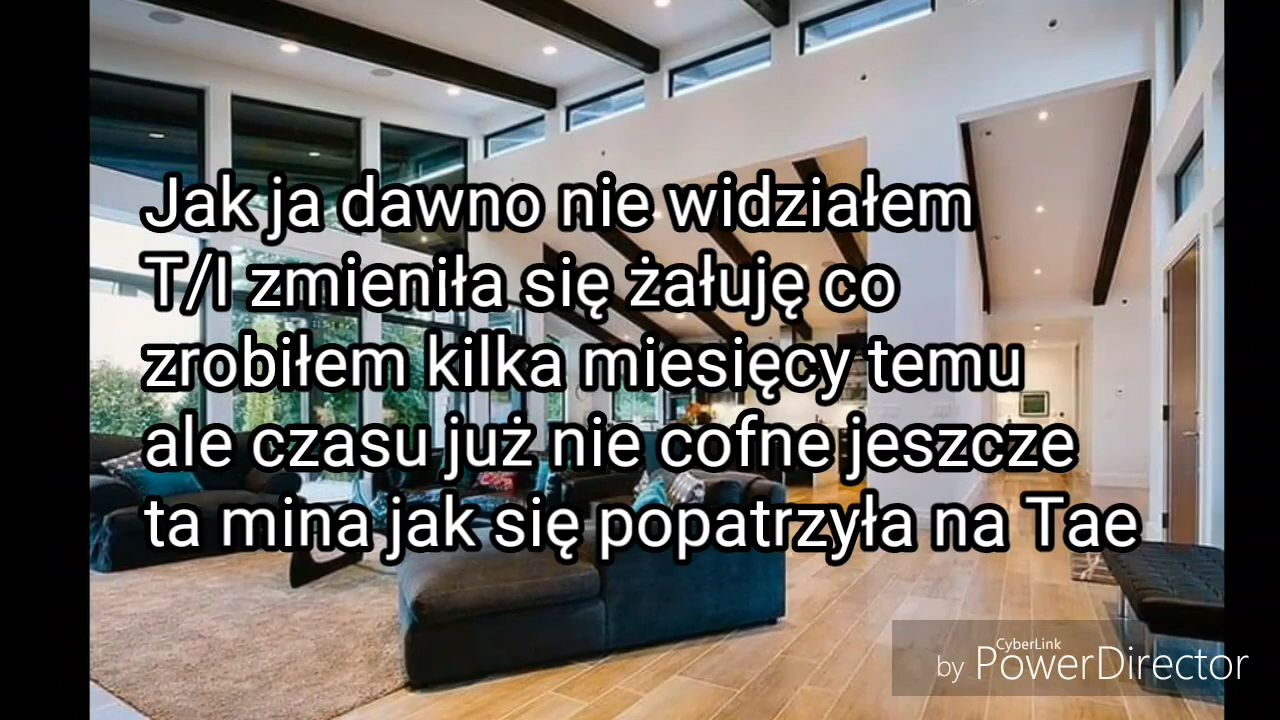 Jak ja dawno nie widziałem
T/I zmieniła się żałuję co
zrobiłem kilka miesięcy temu
ale czasu już nie cofne jeszcze
ta mina jak się popatrzyła na Tae
CyberLink
by PowerDirector